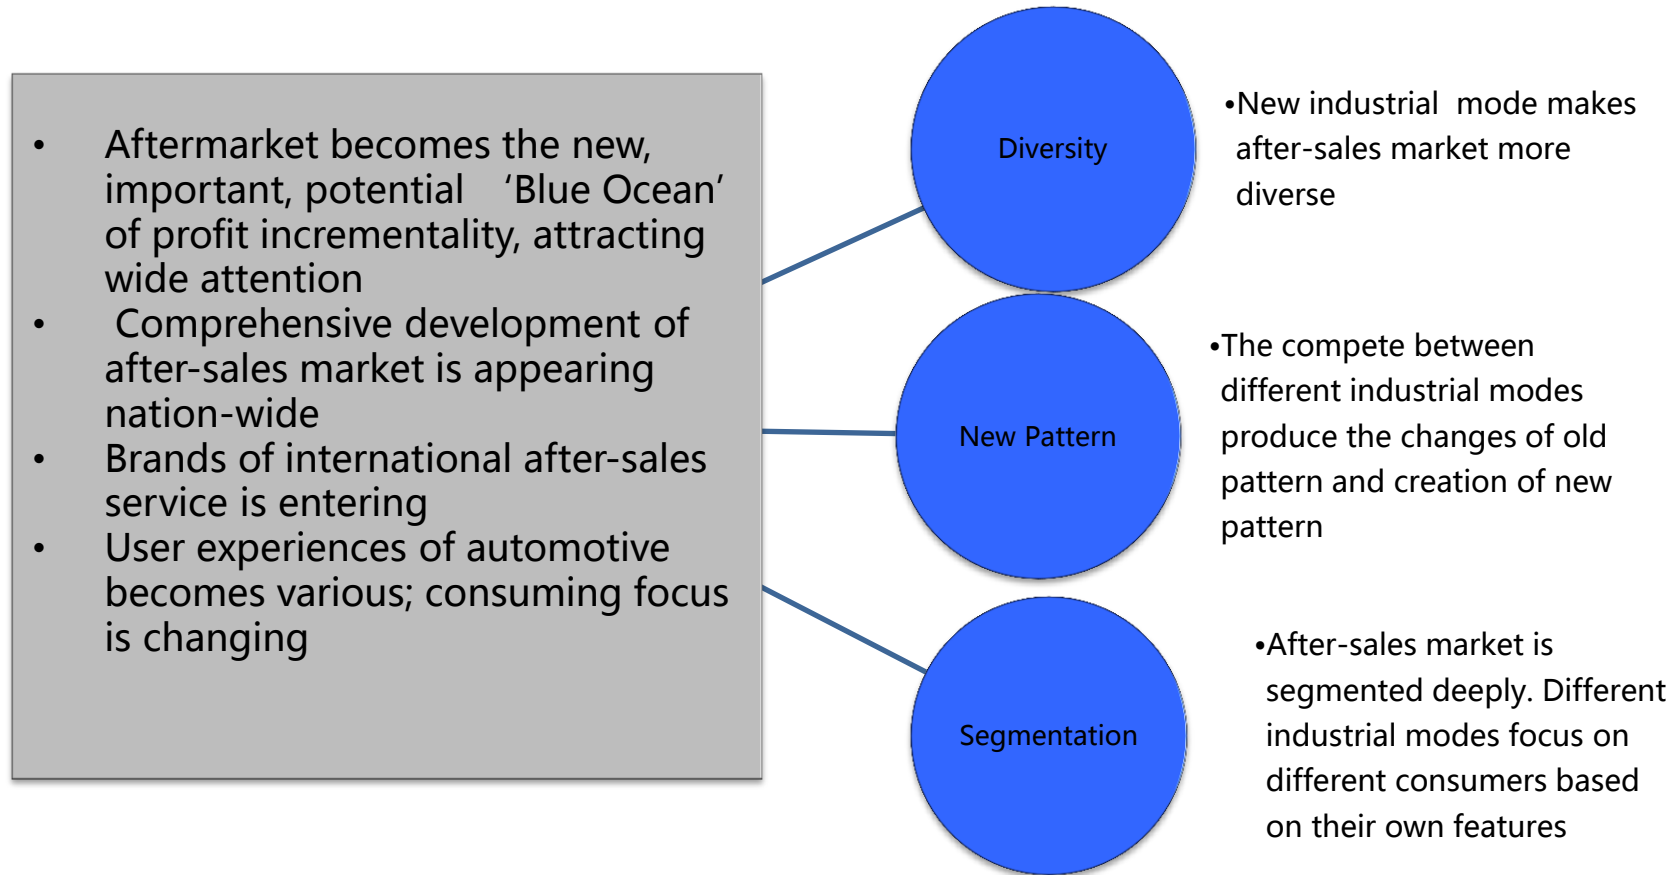 • Aftermarket becomes the new,
important, potential ‘Blue Ocean’
of profit incrementality, attracting
wide attention
• Comprehensive development of
after-sales market is appearing
nation-wide
• Brands of international after-sales
service is entering
• User experiences of automotive
becomes various; consuming focus
is changing
Diversity
•New industrial mode makes
after-sales market more
diverse
New Pattern
•The compete between
different industrial modes
produce the changes of old
pattern and creation of new
pattern
Segmentation
•After-sales market is
segmented deeply. Different
industrial modes focus on
different consumers based
on their own features